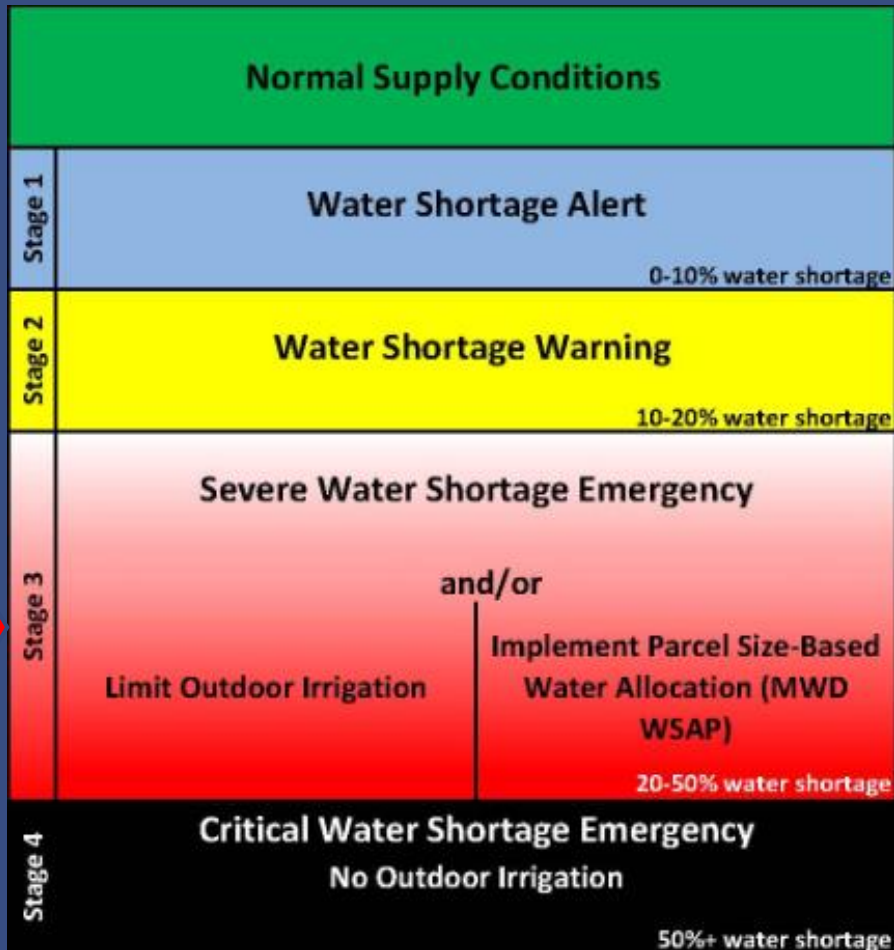 Normal Supply Conditions
Stage 1
Water Shortage Alert
0-10% water shortage
Stage 2
Water Shortage Warning
10-20% water shortage
Stage 3
Severe Water Shortage Emergency
and/or
Limit Outdoor Irrigation
Implement Parcel Size-Based
Water Allocation (MWD
WSAP)
20-50% water shortage
Stage 4
Critical Water Shortage Emergency
No Outdoor Irrigation
50%+ water shortage